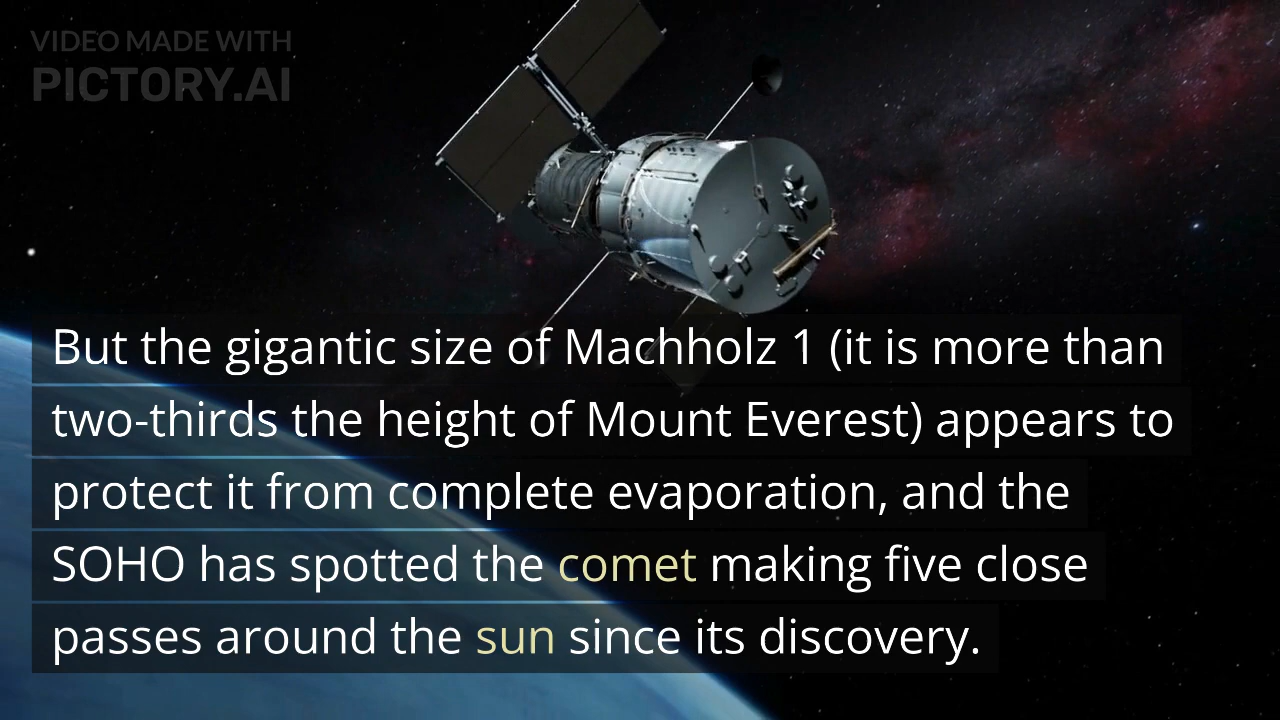 VIDEO MADE WITH
PICTORY.AI
But the gigantic size of Machholz 1 (it is more than
two-thirds the height of Mount Everest) appears to
protect it from complete evaporation, and the
SOHO has spotted the comet making five close
passes around the sun since its discovery.